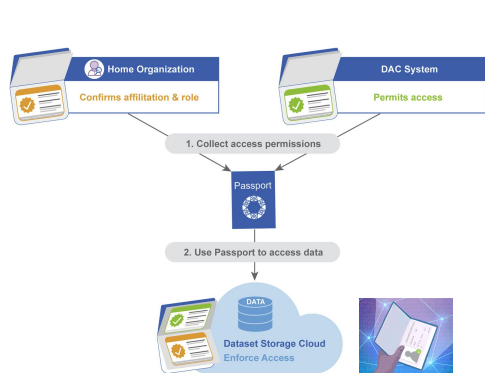 Home Organization
Confirms affilitation & role
DAC System
Permits access
1. Collect access permissions
Passport
2. Use Passport to access data
DATA
Dataset Storage Cloud
Enforce Access